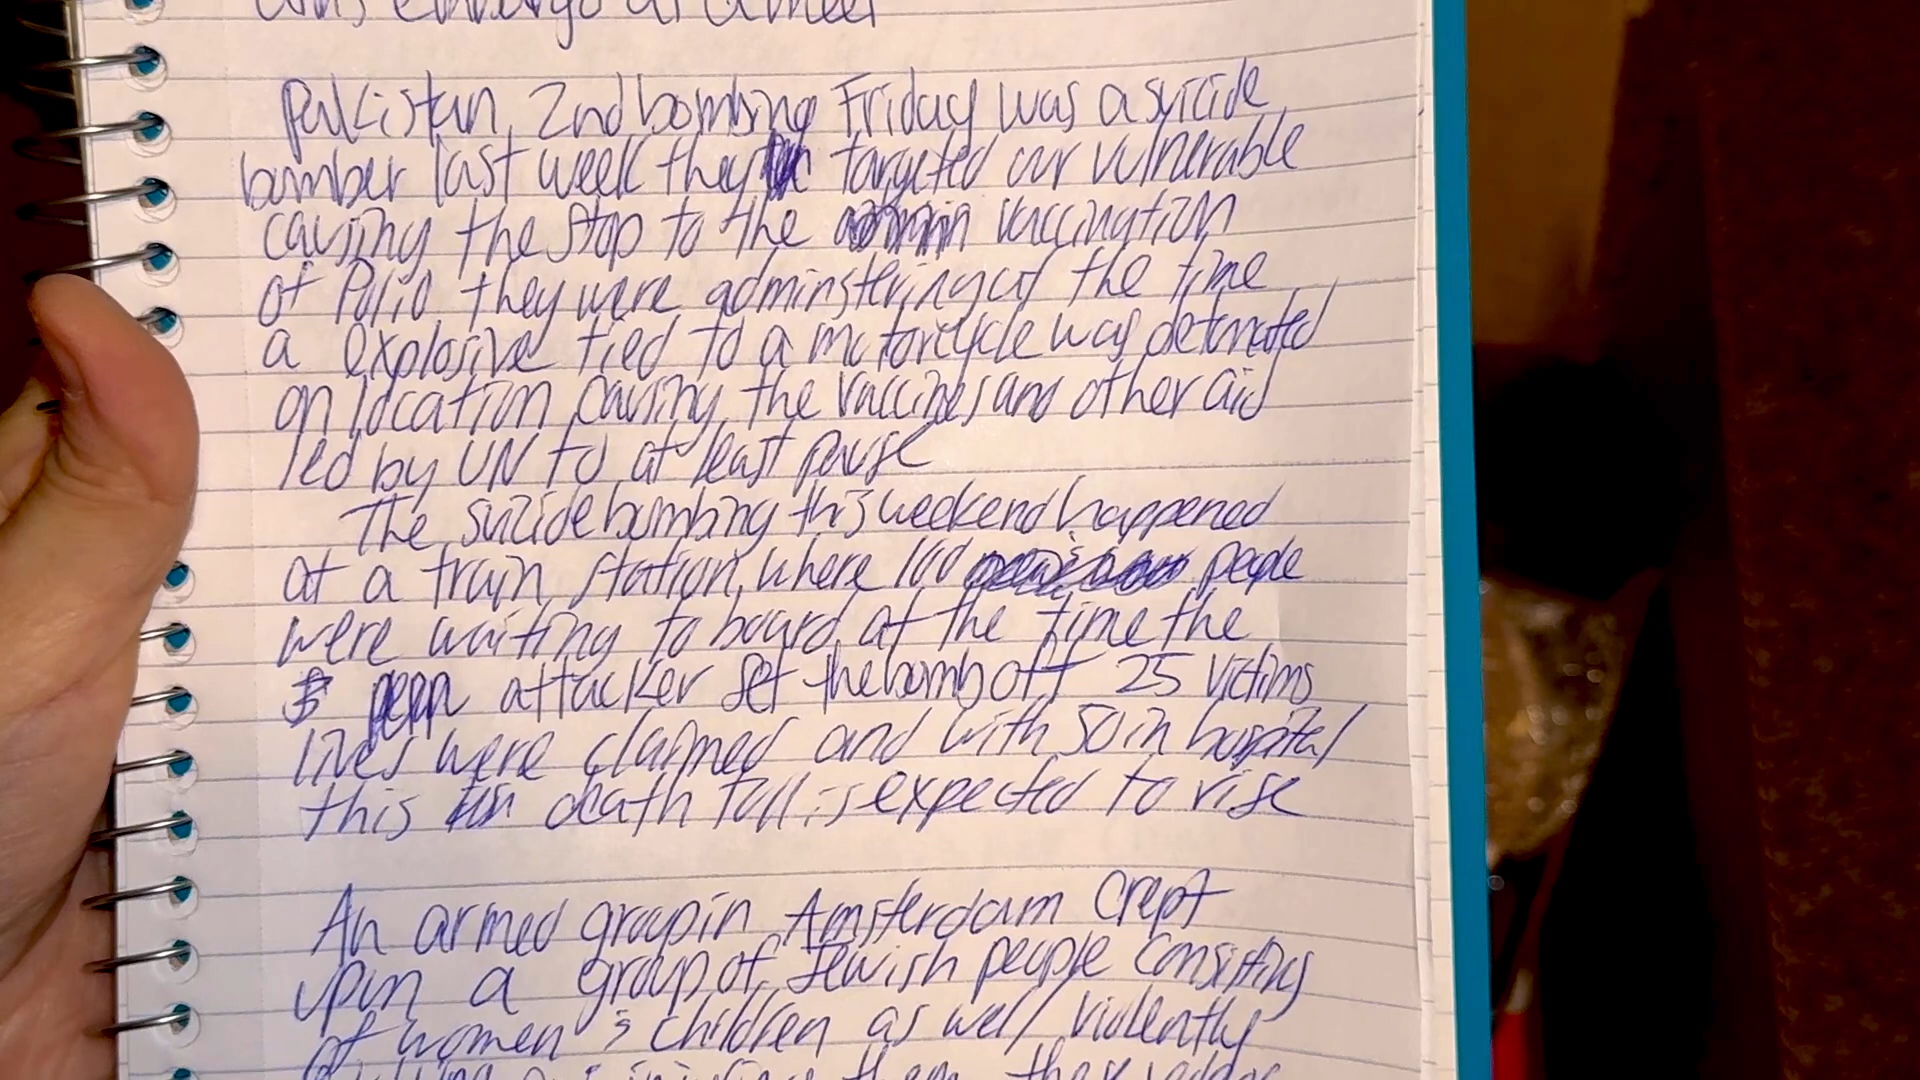 arms embargo
Pakistan, 2nd bombing Friday was a suicide
bomber last week they targeted our vulnerable
causing the stop to the vaccination
of Polio. they were adminstering at the time
a explosive tied to a motorcycle was detonated
on location causing the vaccines and other aid
led by UN to at least pause
The suicide bombing this weekend happened
at a train station, where 100 people
were waiting to board at the time the
attacker set the bomb off 25 victims
lives were claimed and with 50 in hospital
this death toll is expected to rise
An armed group in Amsterdam crept
upon a group of Jewish people consisting
of women & children as well violently